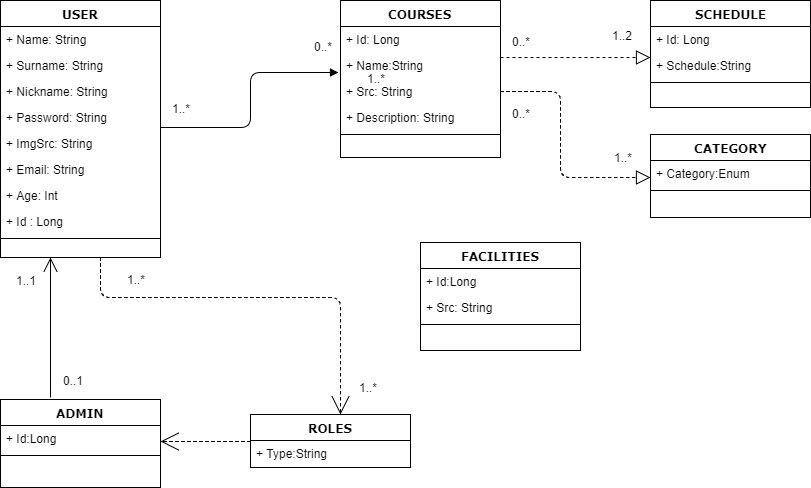 USER
+ Name: String
+ Surname: String
+ Nickname: String
+ Password: String
+ ImgSrc: String
+ Email: String
+ Age: Int
+ Id : Long
1..*
0..*
COURSES
+ Id: Long
+ Name:String
1..*
+ Src: String
+ Description: String
0..*
1..2
0..*
1..*
SCHEDULE
+ Id: Long
+ Schedule:String
CATEGORY
+ Category:Enum
FACILITIES
+ Id:Long
+ Src: String
1..1
1..*
0..1
1..*
ADMIN
+ Id:Long
ROLES
+ Type:String